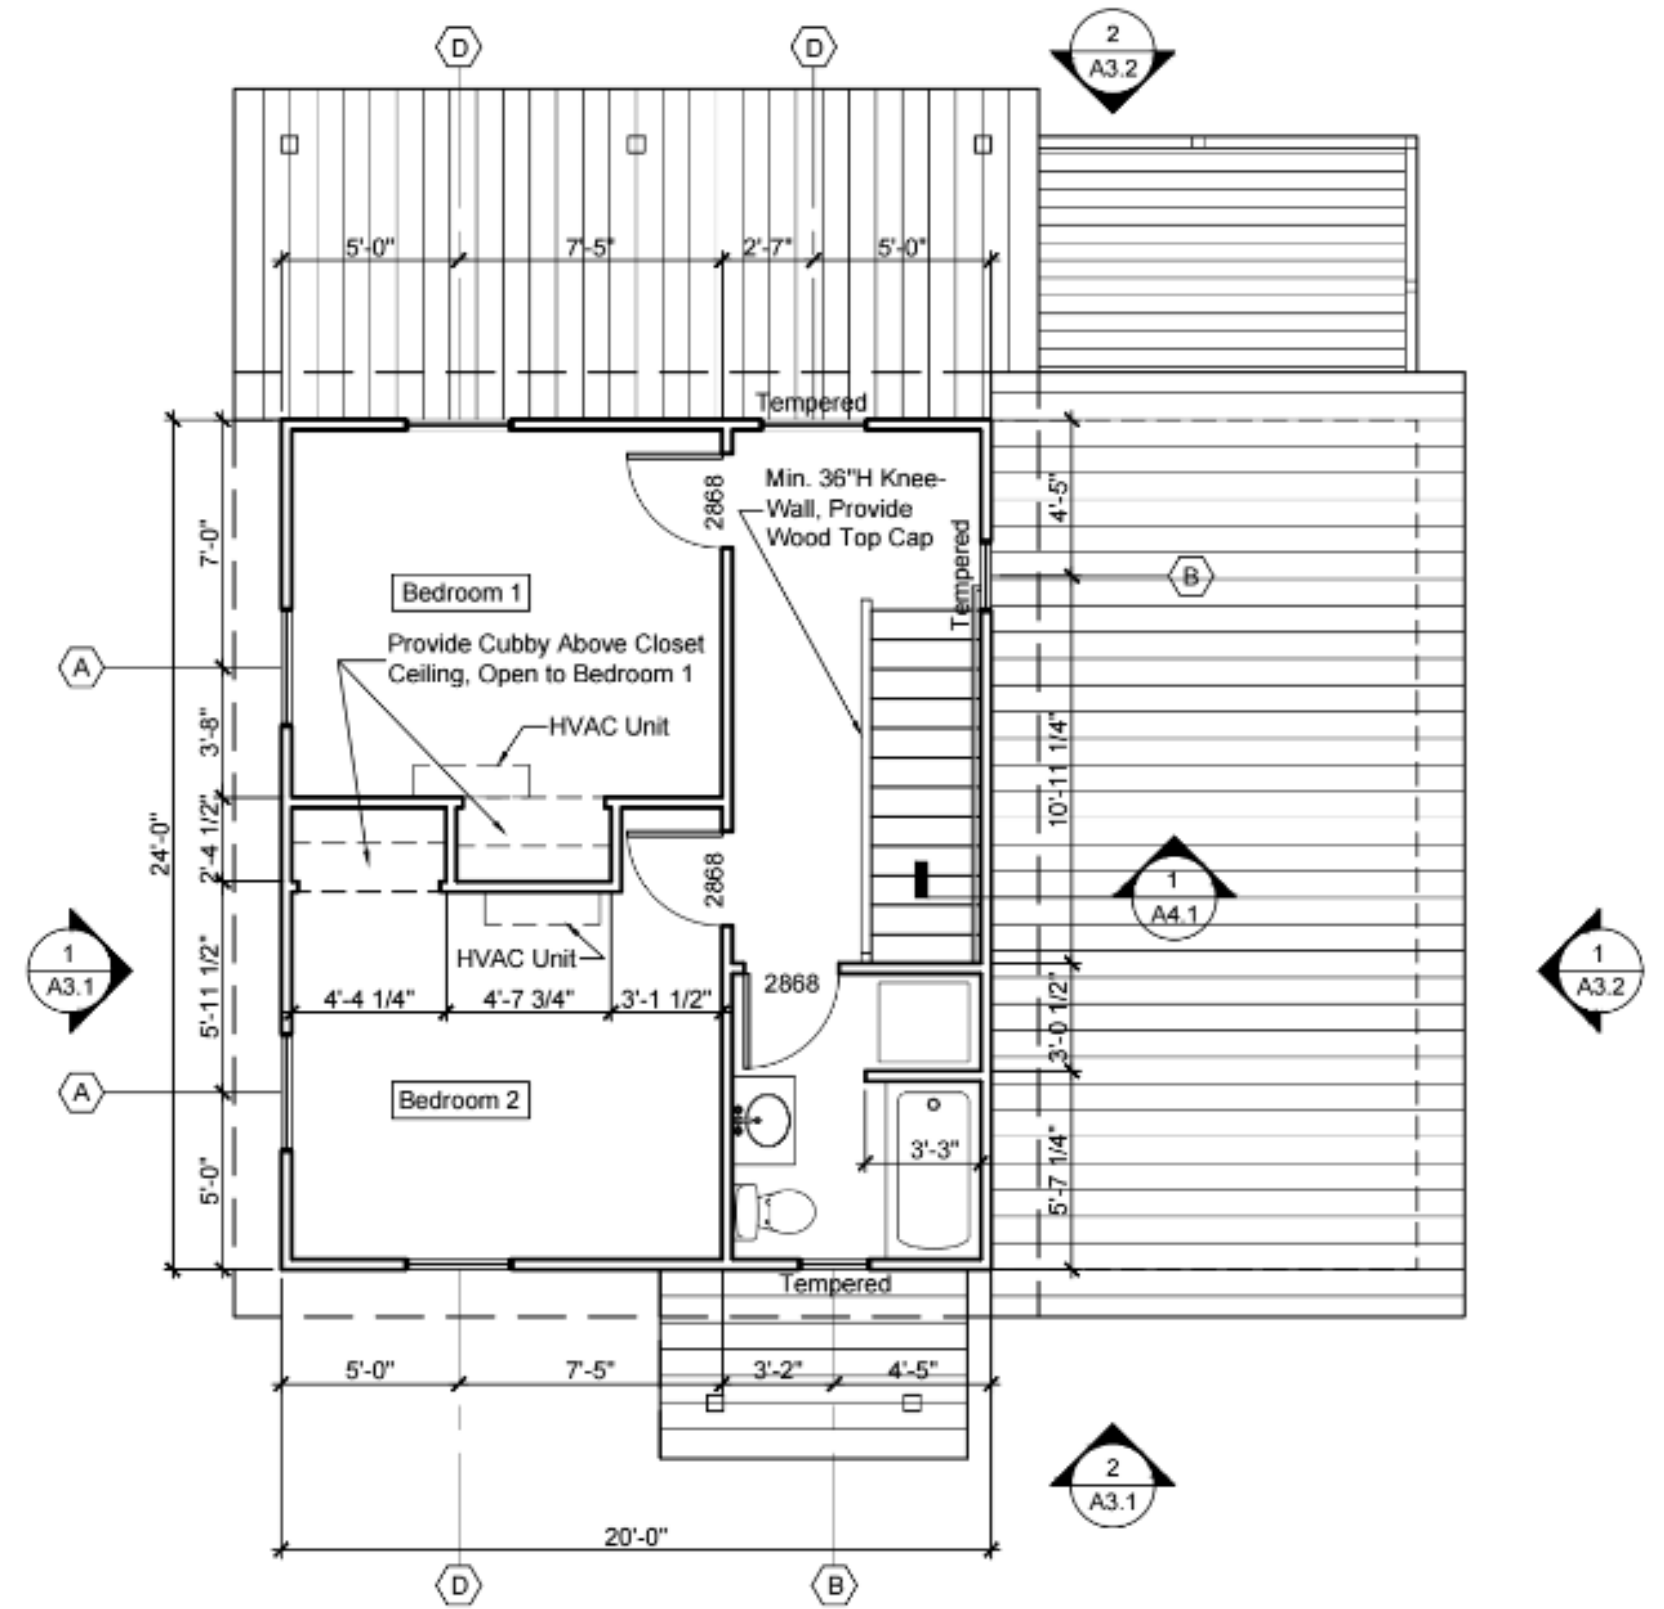 D
D
2
A3.2
5'-0"
7'-5"
2'-7"
5'-0"
Tempered
Min. 36"H Knee-
Wall, Provide
Wood Top Cap
2868
Tempered
4'-5"
B
7'-0"
Bedroom 1
Provide Cubby Above Closet
Ceiling, Open to Bedroom 1
A
HVAC Unit
3'-8"
10'-11 1/4"
24'-0"
2'-4 1/2"
2868
1
A4.1
1
A3.1
HVAC Unit
2868
1
A3.2
5'-11 1/2"
4'-4 1/4"
4'-7 3/4"
3'-1 1/2"
3'-0 1/2"
A
Bedroom 2
3'-3"
5'-0"
5'-7 1/4"
Tempered
5'-0"
7'-5"
3'-2"
4'-5"
2
A3.1
20'-0"
D
B